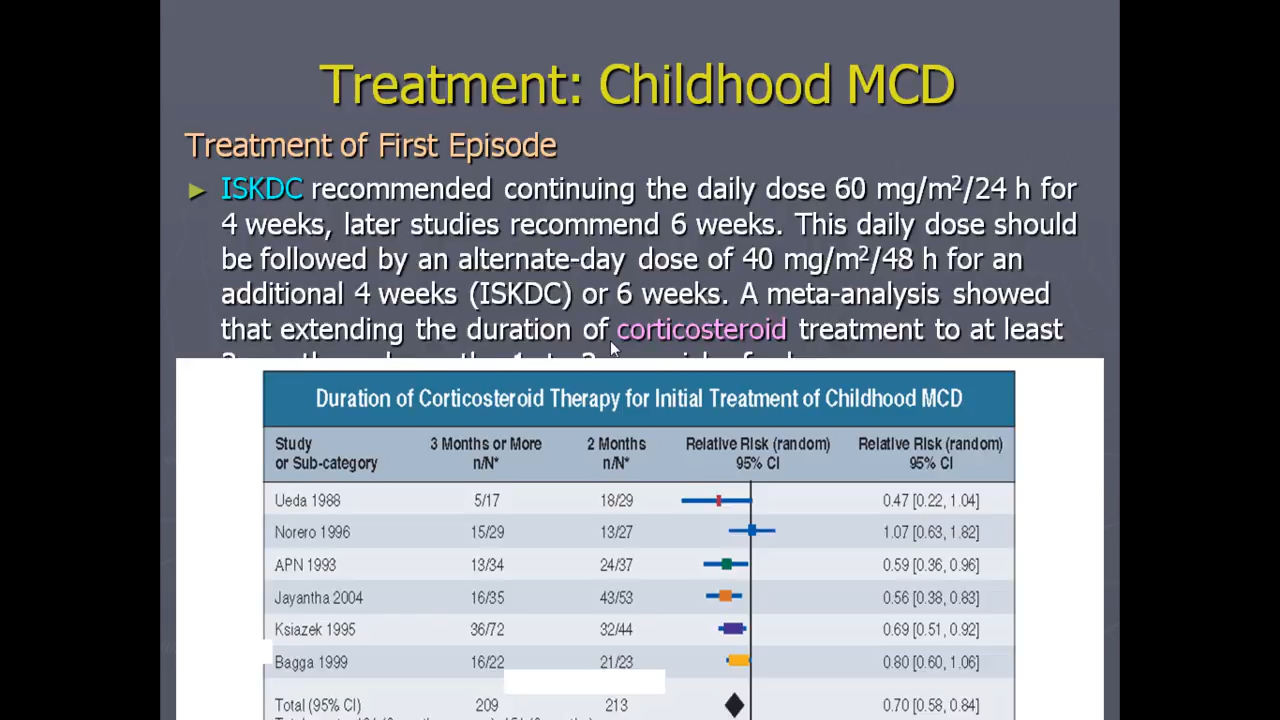 Treatment: Childhood MCD
Treatment of First Episode
► ISKDC recommended continuing the daily dose 60 mg/m²/24 h for
4 weeks, later studies recommend 6 weeks. This daily dose should
be followed by an alternate-day dose of 40 mg/m²/48 h for an
additional 4 weeks (ISKDC) or 6 weeks. A meta-analysis showed
that extending the duration of corticosteroid treatment to at least
Duration of Corticosteroid Therapy for Initial Treatment of Childhood MCD
Study or Sub-category 3 Months or More n/N* 2 Months n/N* Relative Risk (random) 95% CI Relative Risk (random) 95% CI
Ueda 1988 5/17 18/29 0.47 [0.22, 1.04]
Norero 1996 15/29 13/27 1.07 [0.63, 1.82]
APN 1993 13/34 24/37 0.59 [0.36, 0.96]
Jayantha 2004 16/35 43/53 0.56 [0.38, 0.83]
Ksiazek 1995 36/72 32/44 0.69 [0.51, 0.92]
Bagga 1999 16/22 21/23 0.80 [0.60, 1.06]
Total (95% CI) 209 213 0.70 [0.58, 0.84]